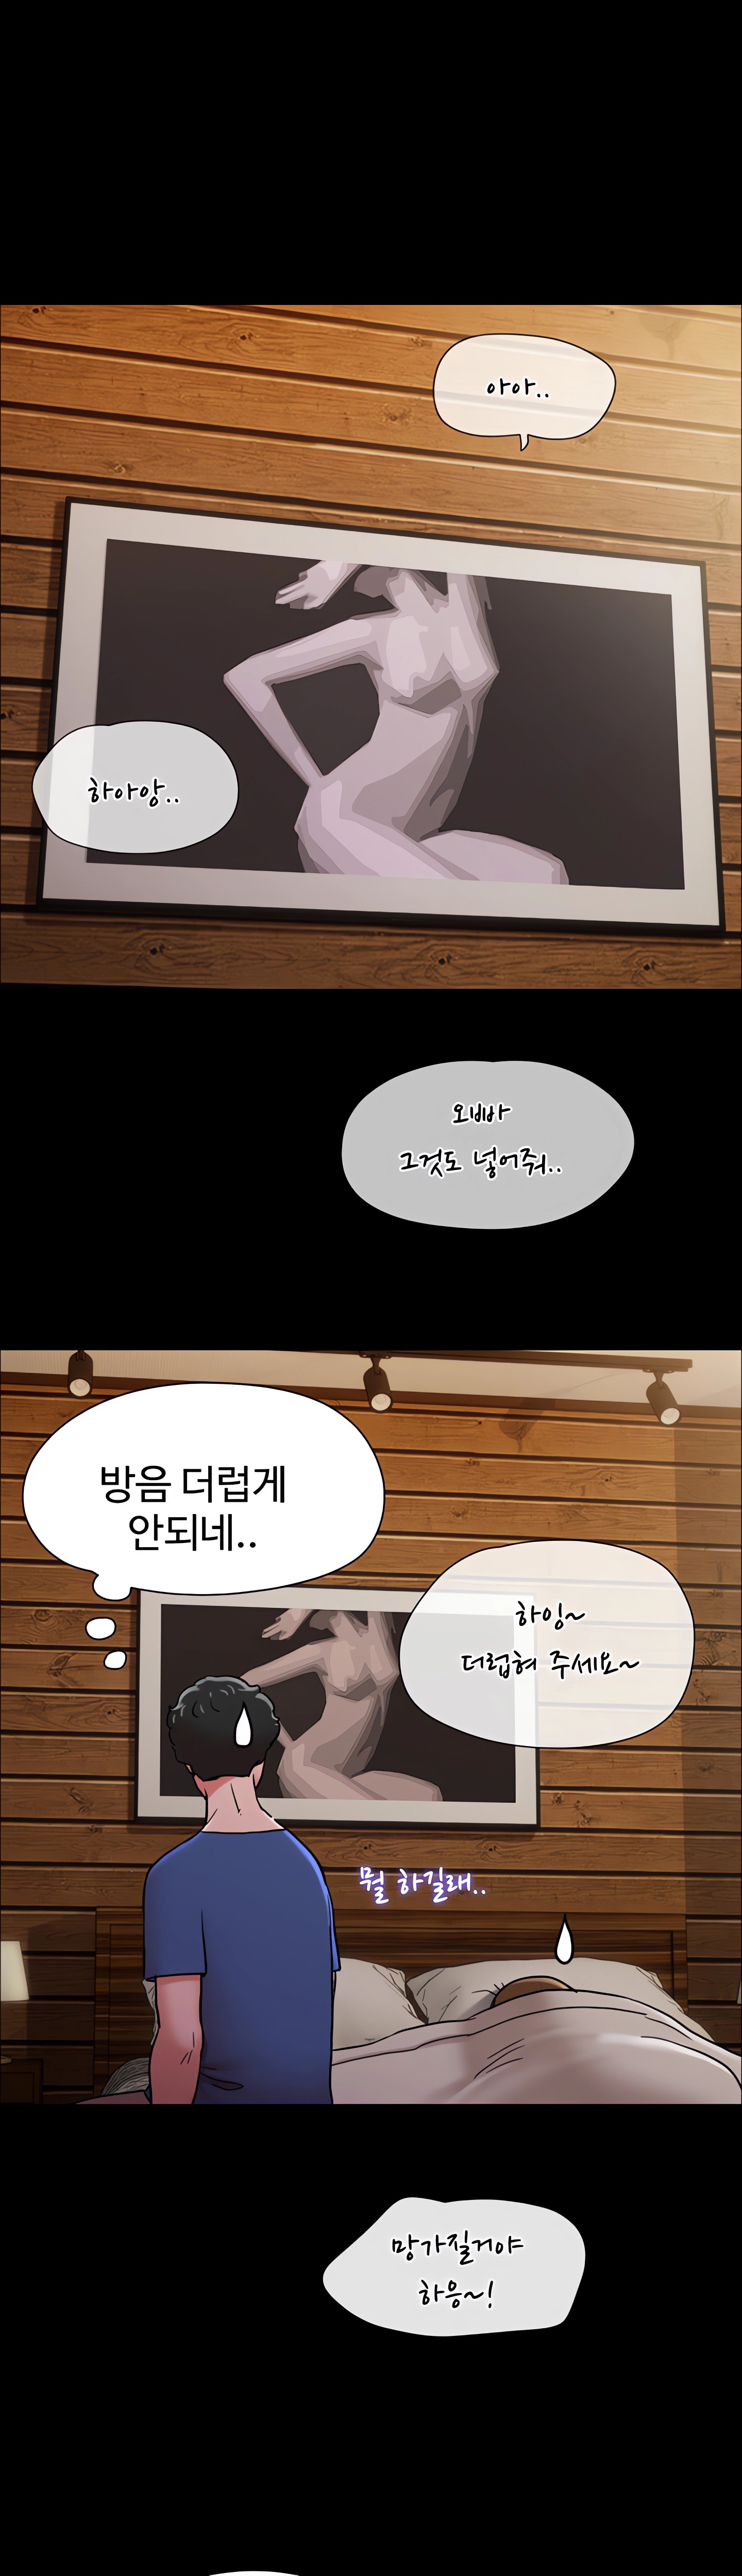 아아..
하아앙..
오빠
그것도 넣어줘..
방음 더럽게
안되네..
하잉~
더럽혀 주세요~
뭘 하길래..
망가질거야
하응~!